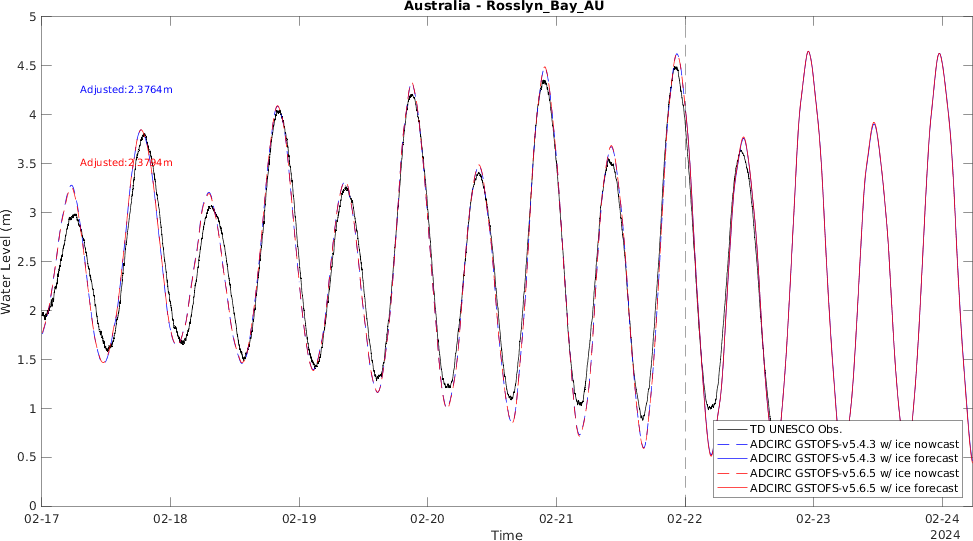 Australia - Rosslyn_Bay_AU
5
4.5
4
3.5
3
2.5
2
1.5
1
0.5
0
Water Level (m)
Adjusted:2.3764m
Adjusted:2.3794m
TD UNESCO Obs.
ADCIRC GSTOFS-v5.4.3 w/ ice nowcast
ADCIRC GSTOFS-v5.4.3 w/ ice forecast
ADCIRC GSTOFS-v5.6.5 w/ ice nowcast
ADCIRC GSTOFS-v5.6.5 w/ ice forecast
02-17 02-18 02-19 02-20 02-21 02-22 02-23 02-24
Time
2024